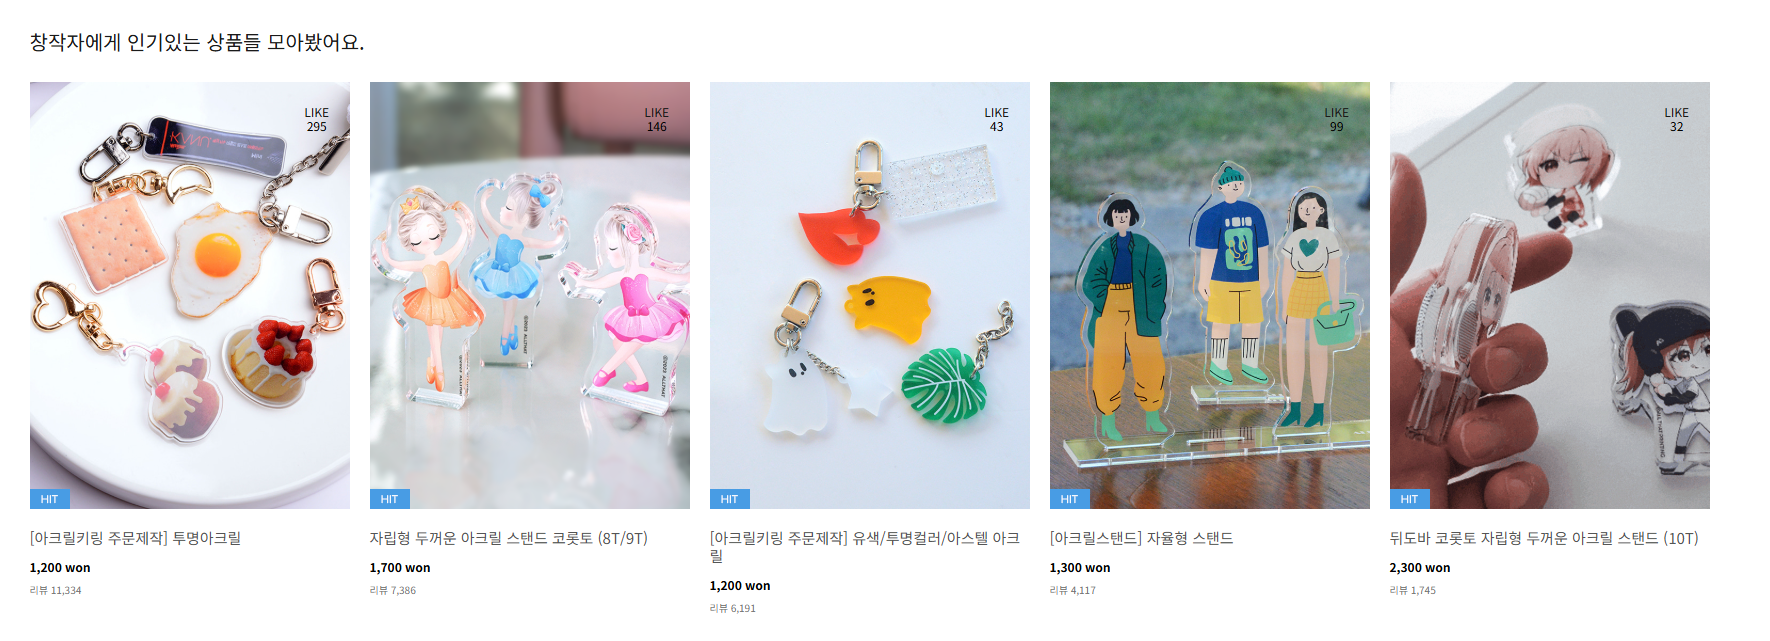 창작자에게 인기있는 상품들 모아봤어요.
LIKE
295
HIT
[아크릴키링 주문제작] 투명아크릴
1,200 won
리뷰 11,334
LIKE
146
HIT
자립형 두꺼운 아크릴 스탠드 코롯토 (8T/9T)
1,700 won
리뷰 7,386
LIKE
43
HIT
[아크릴키링 주문제작] 유색/투명컬러/아스텔 아크
릴
1,200 won
리뷰 6,191
LIKE
99
HIT
[아크릴스탠드] 자율형 스탠드
1,300 won
리뷰 4,117
LIKE
32
HIT
뒤도바 코롯토 자립형 두꺼운 아크릴 스탠드 (10T)
2,300 won
리뷰 1,745